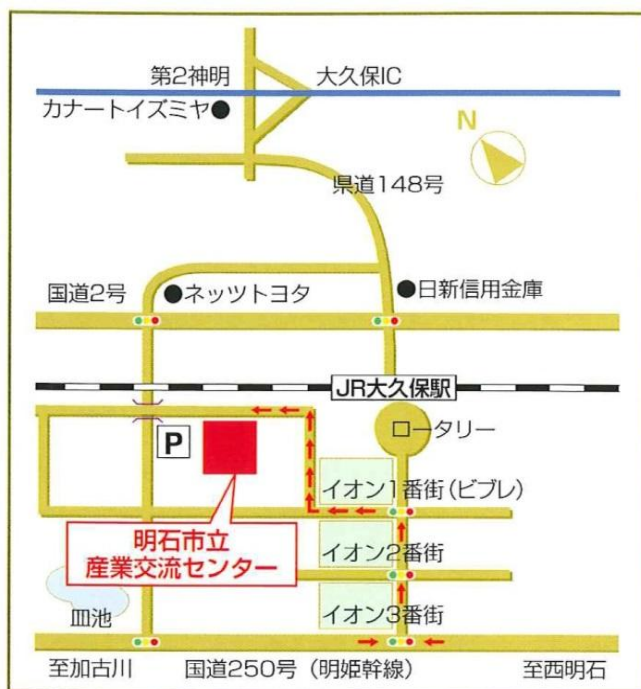 第2神明
大久保IC
カナートイズミヤ
N
県道148号
国道2号
ネッツトヨタ
日新信用金庫
JR大久保駅
P
ロータリー
イオン1番街(ビブレ)
明石市立
産業交流センター
イオン2番街
皿池
イオン3番街
至加古川
国道250号(明姫幹線)
至西明石